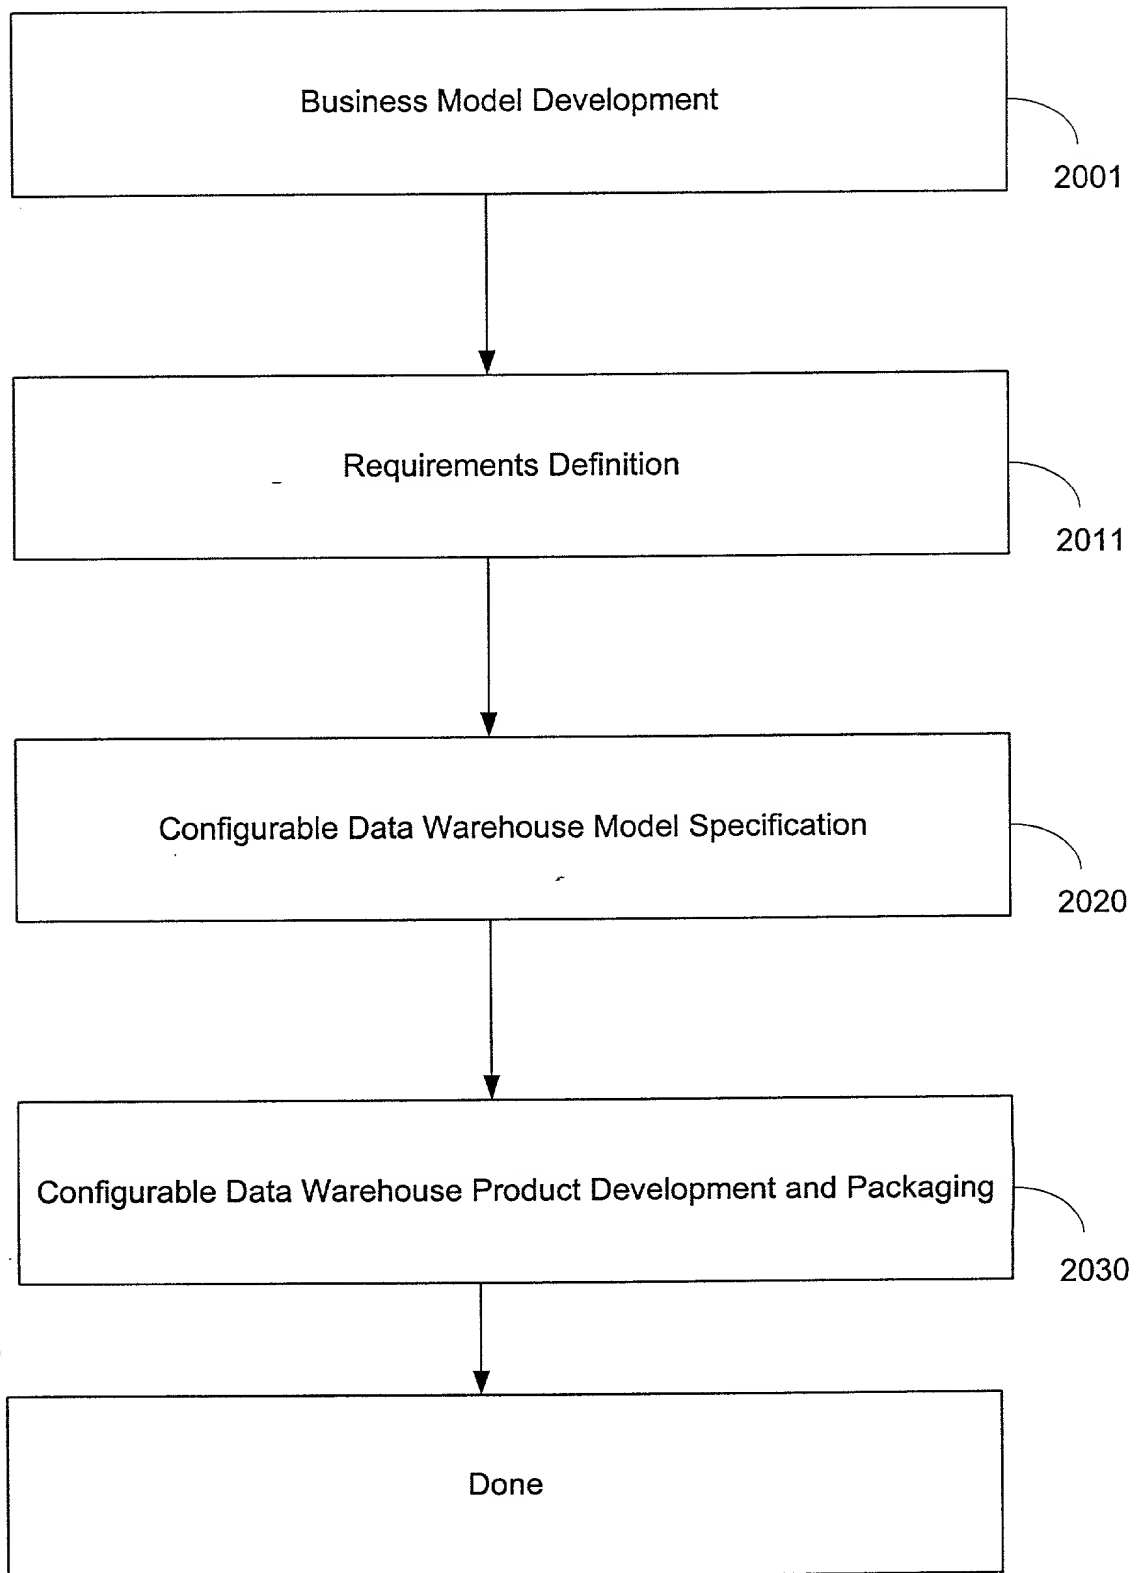 Business Model Development
2001
Requirements Definition
2011
Configurable Data Warehouse Model Specification
2020
Configurable Data Warehouse Product Development and Packaging
2030
Done